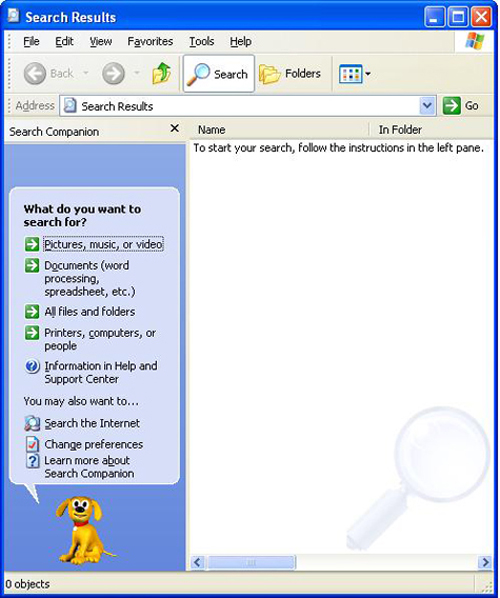 Search Results
File Edit View Favorites Tools Help
Back Search Folders
Address Search Results Go
Search Companion
Name In Folder
To start your search, follow the instructions in the left pane.
What do you want to
search for?
Pictures, music, or video
Documents (word
processing,
spreadsheet, etc.)
All files and folders
Printers, computers, or
people
Information in Help and
Support Center
You may also want to...
Search the Internet
Change preferences
Learn more about
Search Companion
0 objects